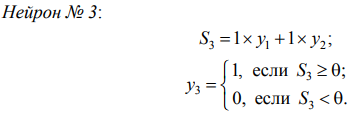 Нейрон № 3:
S₃ = 1 × y₁ + 1 × y₂;
y₃ = { 1, если S₃ ≥ θ;
0, если S₃ < θ.